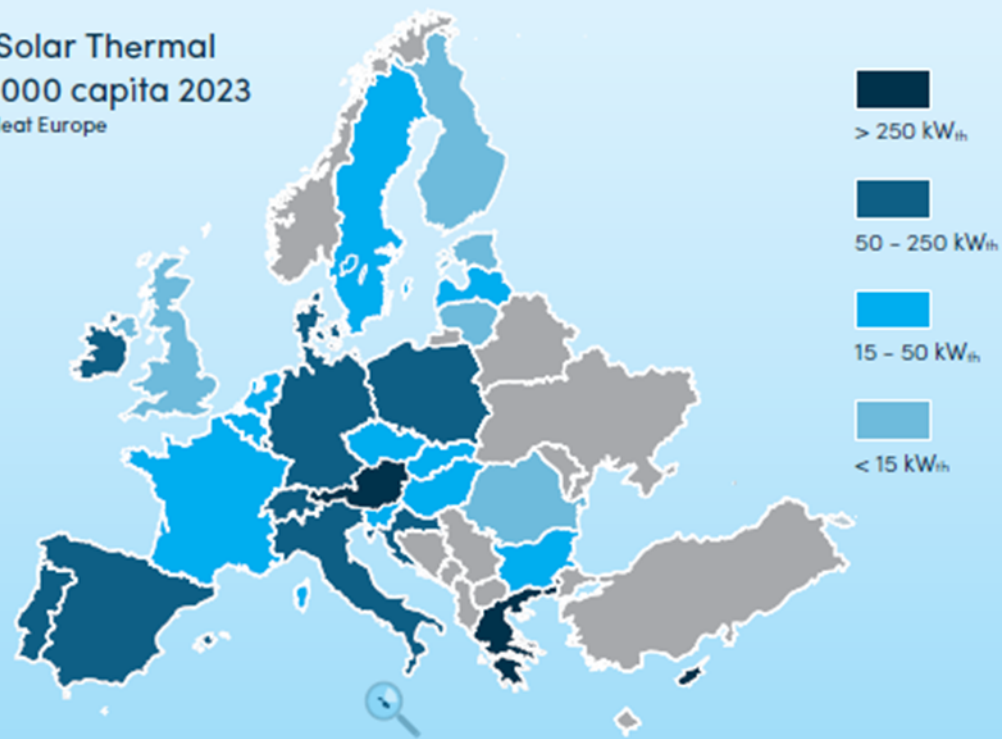 Solar Thermal
000 capita 2023
eat Europe
> 250 kWth
50 - 250 kWth
15 - 50 kWth
< 15 kWth